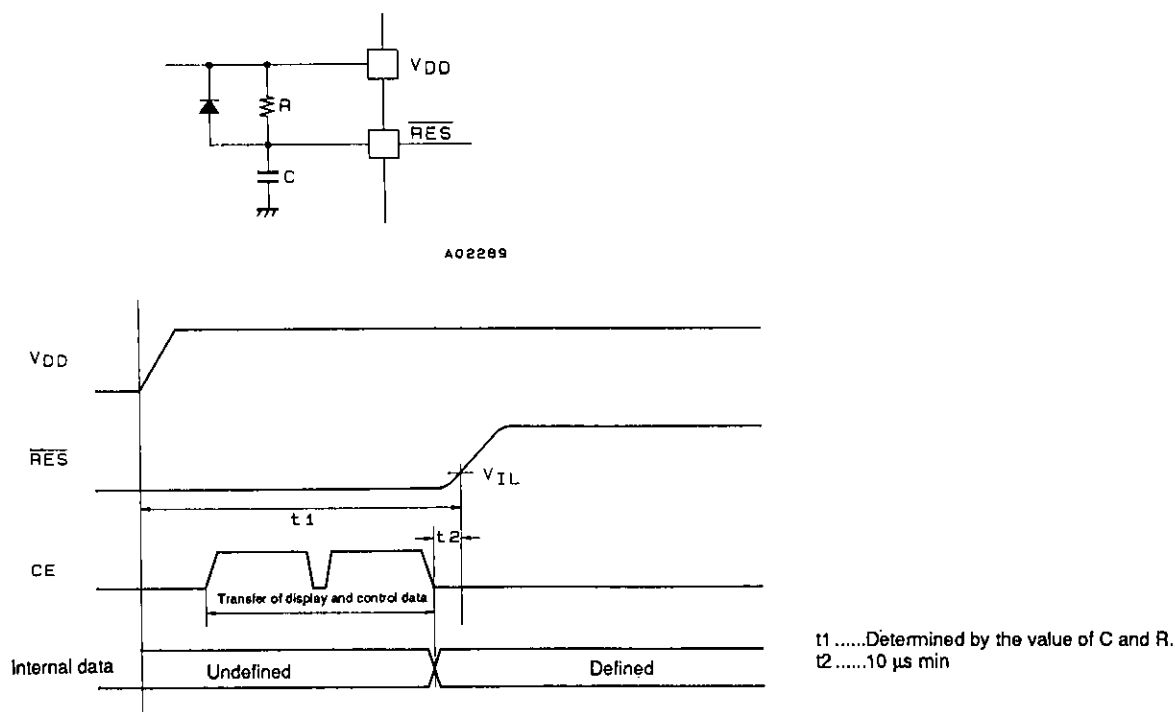 VDD
R
RES
C
A02289
VDD
RES
VIL
t1
t2
CE
Transfer of display and control data
Internal data
Undefined
Defined
t1 ......Determined by the value of C and R.
t2 ......10 µs min